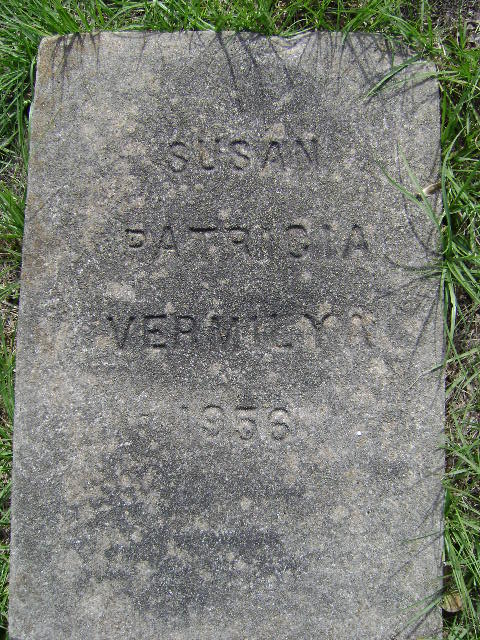 SUSAN
PATRICIA
VERMILYA
1956